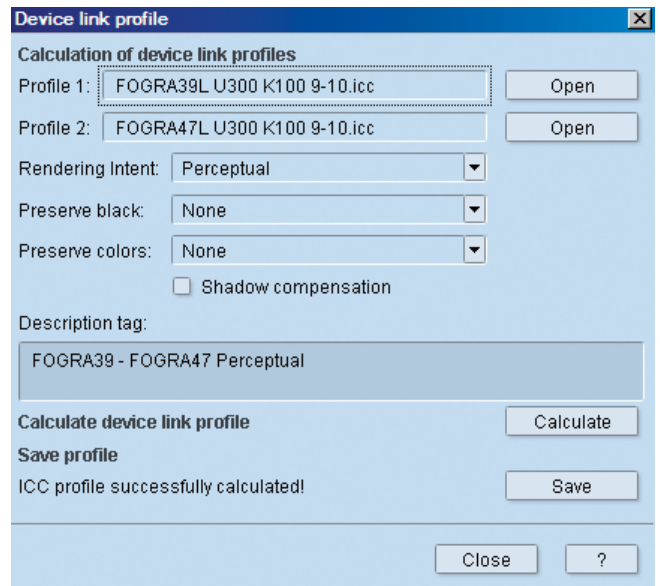 Device link profile
Calculation of device link profiles
Profile 1: FOGRA39L U300 K100 9-10.icc Open
Profile 2: FOGRA47L U300 K100 9-10.icc Open
Rendering Intent: Perceptual
Preserve black: None
Preserve colors: None
Shadow compensation
Description tag:
FOGRA39 - FOGRA47 Perceptual
Calculate device link profile Calculate
Save profile
ICC profile successfully calculated! Save
Close ?